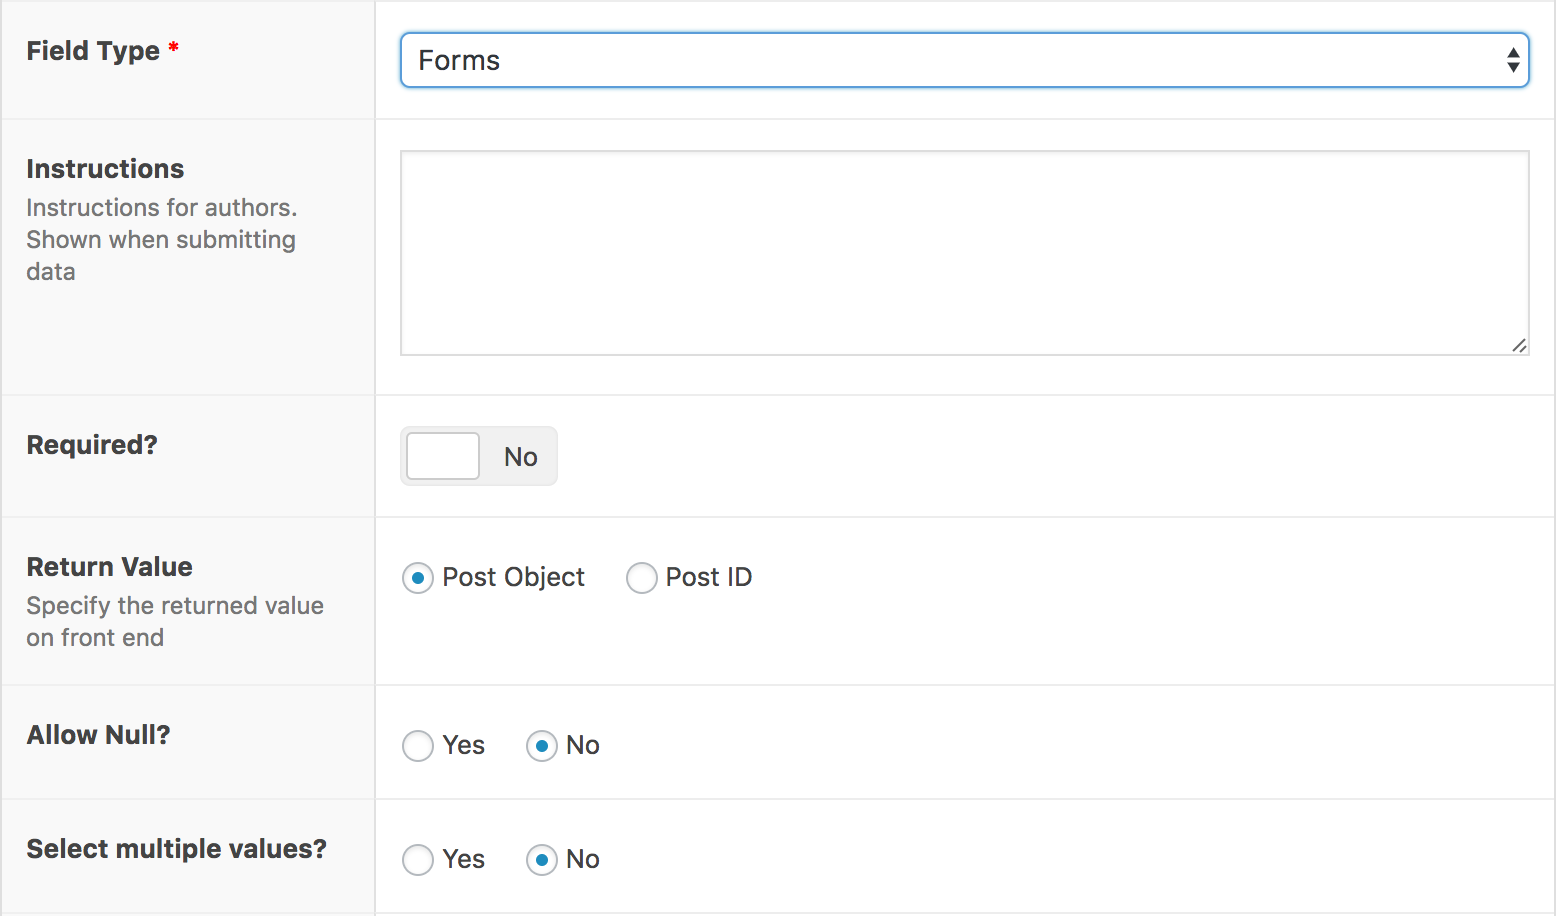 Field Type *
Forms
Instructions
Instructions for authors.
Shown when submitting
data
Required?
No
Return Value
Specify the returned value
on front end
Post Object Post ID
Allow Null?
Yes No
Select multiple values?
Yes No